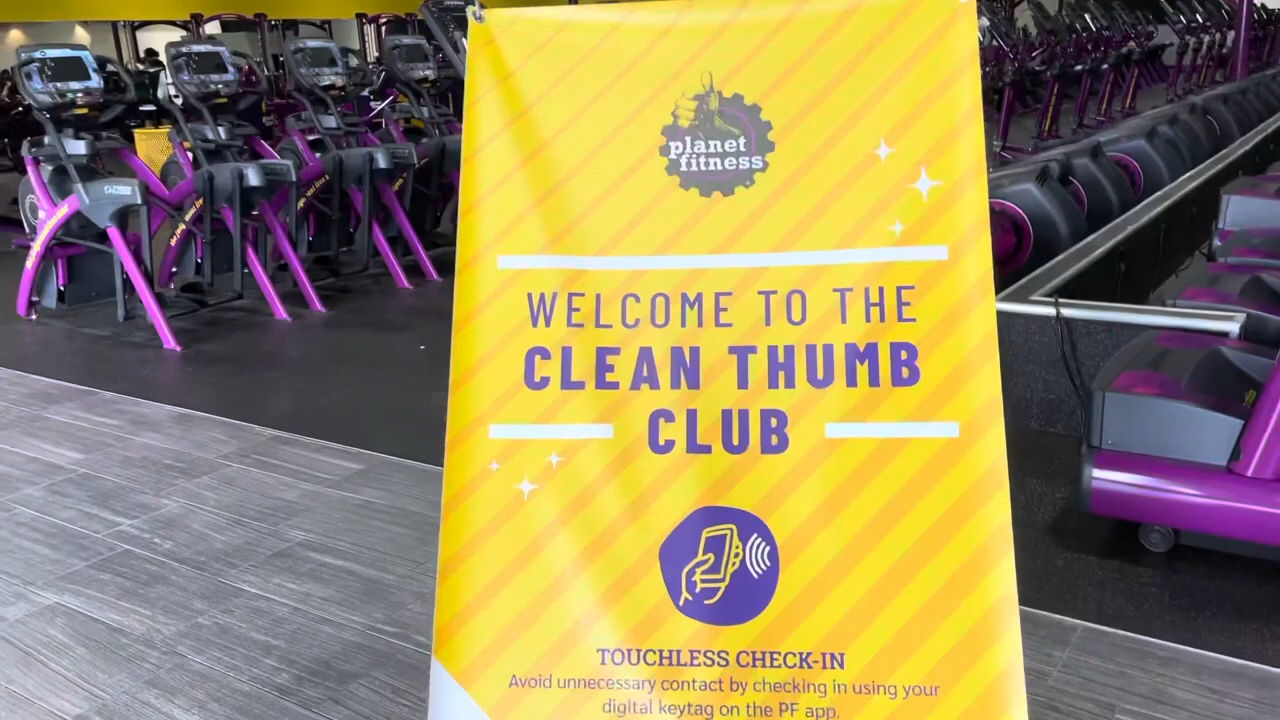 planet
fitness
WELCOME TO THE
CLEAN THUMB
CLUB
TOUCHLESS CHECK-IN
Avoid unnecessary contact by checking in using your
digital keytag on the PF app.